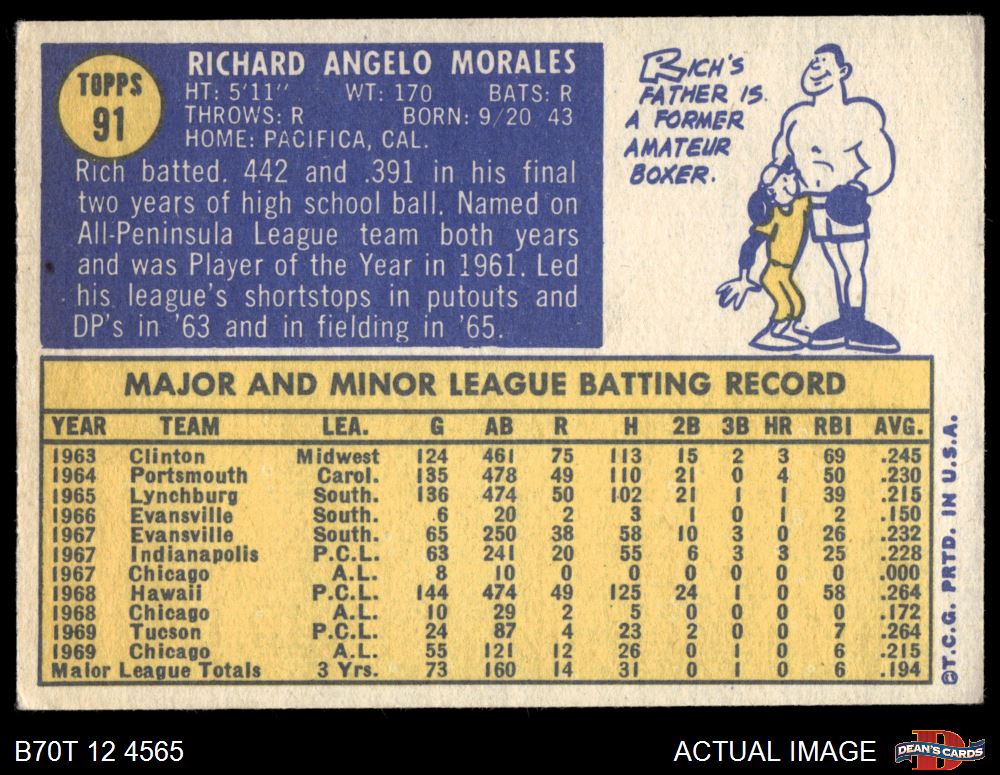 TOPPS
91
RICHARD ANGELO MORALES
HT: 5'11" WT: 170 BATS: R
THROWS: R BORN: 9/20 43
HOME: PACIFICA, CAL.
Rich batted. 442 and .391 in his final
two years of high school ball. Named on
All-Peninsula League team both years
and was Player of the Year in 1961. Led
his league's shortstops in putouts and
DP's in '63 and in fielding in '65.
RICH'S
FATHER IS
A FORMER
AMATEUR
BOXER.
MAJOR AND MINOR LEAGUE BATTING RECORD
YEAR TEAM LEA. G AB R H 2B 3B HR RBI AVG.
1963 Clinton Midwest 124 461 75 113 15 2 3 69 .245
1964 Portsmouth Carol. 135 478 49 110 21 0 4 50 .230
1965 Lynchburg South. 136 474 50 102 21 1 1 39 .215
1966 Evansville South. 6 20 2 3 1 0 1 2 .150
1967 Evansville South. 65 250 38 58 10 3 0 26 .232
1967 Indianapolis P.C.L. 63 241 20 55 6 3 3 25 .228
1967 Chicago A.L. 8 10 0 0 0 0 0 0 .000
1968 Hawaii P.C.L. 144 474 49 125 24 1 0 58 .264
1968 Chicago A.L. 10 29 2 5 0 0 0 0 .172
1969 Tucson P.C.L. 24 87 4 23 2 0 0 7 .264
1969 Chicago A.L. 55 121 12 26 0 1 0 6 .215
Major League Totals 3 Yrs. 73 160 14 31 0 1 0 6 .194
©T.C.G. PRTD. IN U.S.A.
B70T 12 4565
ACTUAL IMAGE
DEAN'S CARDS